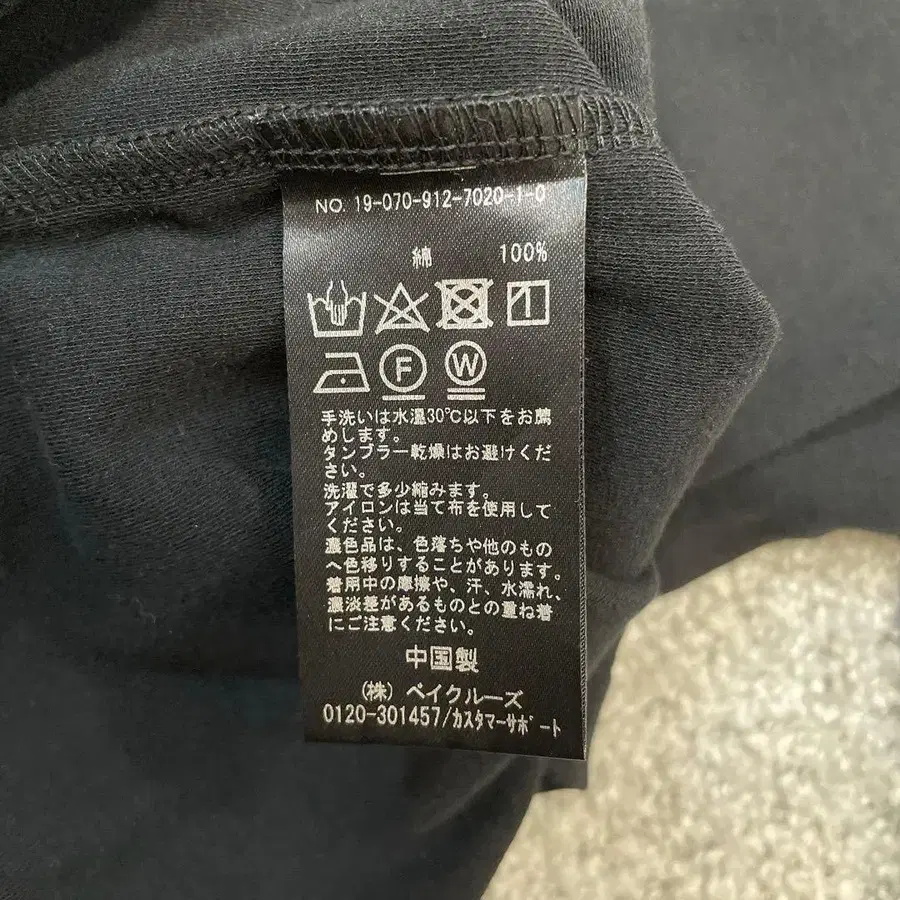 NO. 19-070-912-7020-1-0
綿 100%
F W
手洗いは水温30℃以下をお薦
めします。
タンブラー乾燥はお避けくだ
さい。
洗濯で多少縮みます。
アイロンは当て布を使用して
ください。
濃色品は、色落ちや他のもの
へ色移りすることがあります。
着用中の摩擦や、汗、水濡れ、
濃淡差があるものとの重ね着
にご注意ください。
中国製
(株) ベイクルーズ
0120-301457/カスタマーサポート